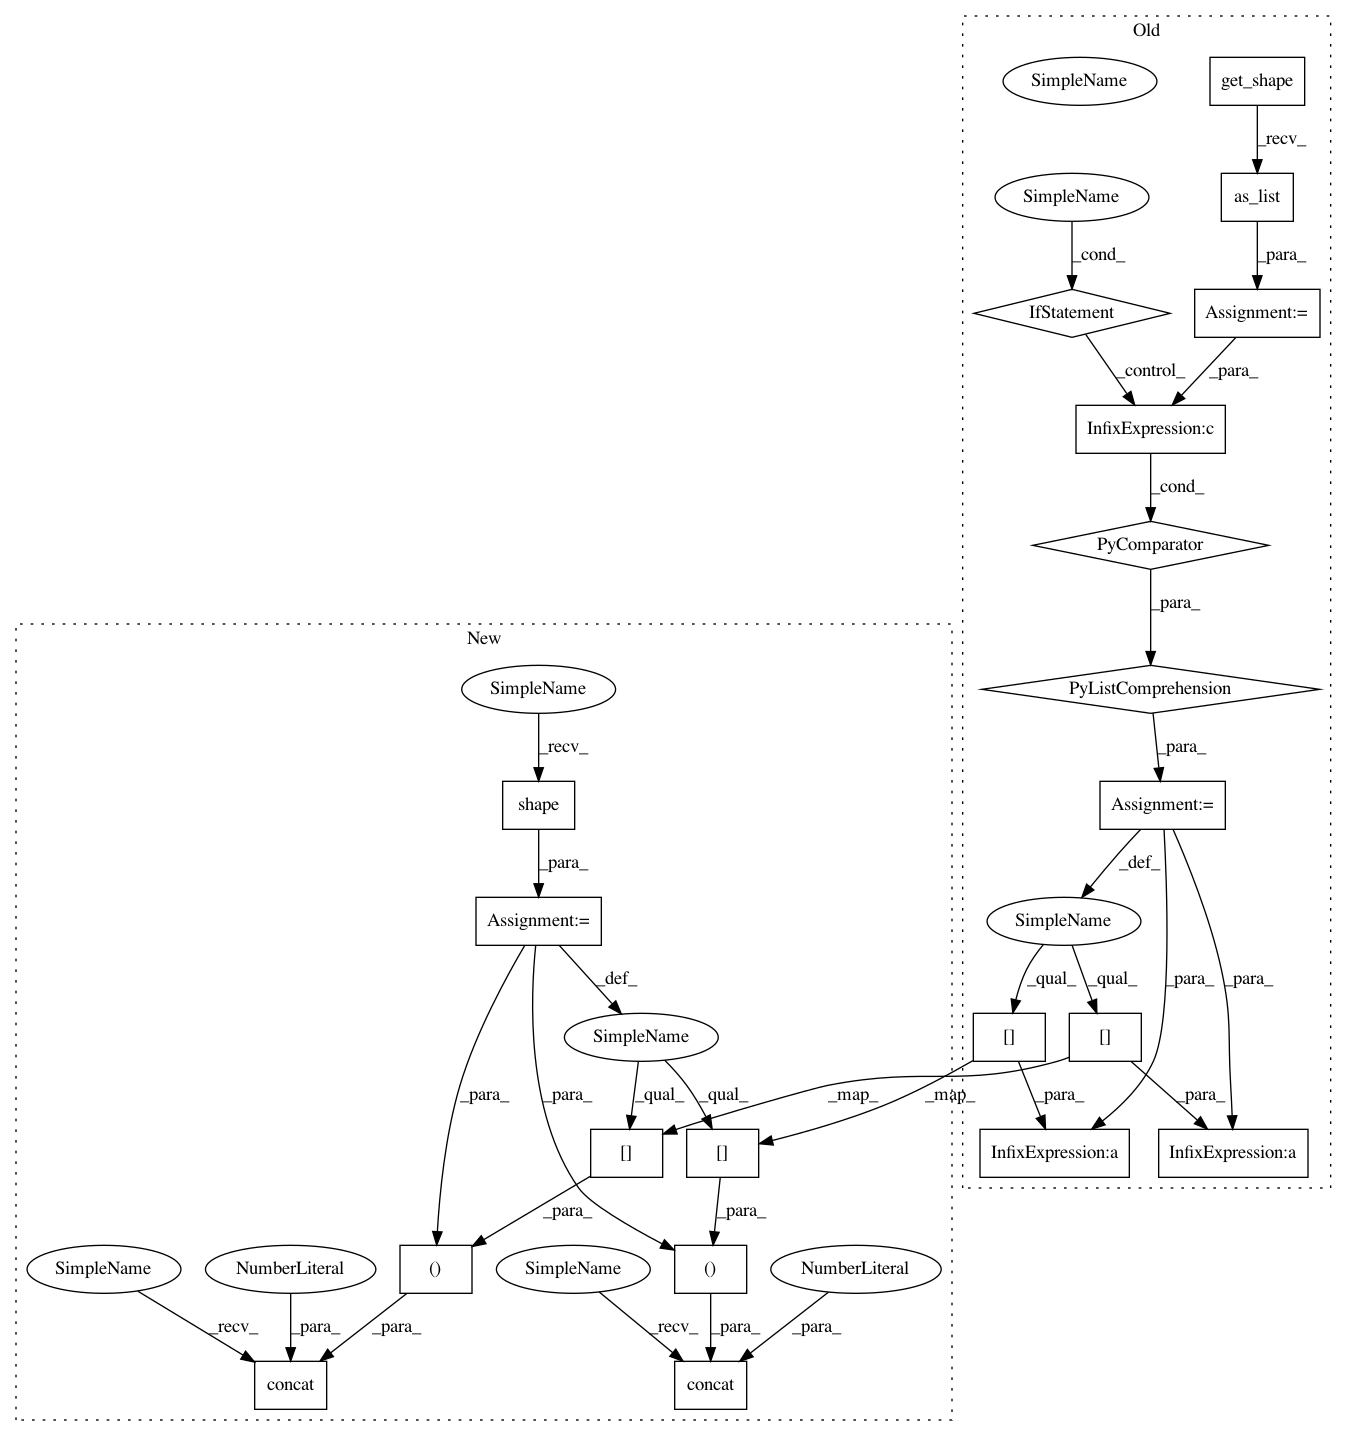 Old
SimpleName
get_shape
_recv_
SimpleName
as_list
_cond_
_para_
IfStatement
Assignment:=
_control_
_para_
InfixExpression:c
_cond_
PyComparator
_para_
New
SimpleName
PyListComprehension
_recv_
_para_
shape
Assignment:=
_para_
_def_
Assignment:=
SimpleName
_def_
_qual_
_qual_
_para_
_para_
SimpleName
[]
[]
_para_
_para_
_qual_
_qual_
_map_
_map_
_para_
_para_
[]
[]
InfixExpression:a
InfixExpression:a
_para_
_para_
SimpleName
NumberLiteral
()
SimpleName
()
NumberLiteral
_recv_
_para_
_para_
_recv_
_para_
_para_
concat
concat